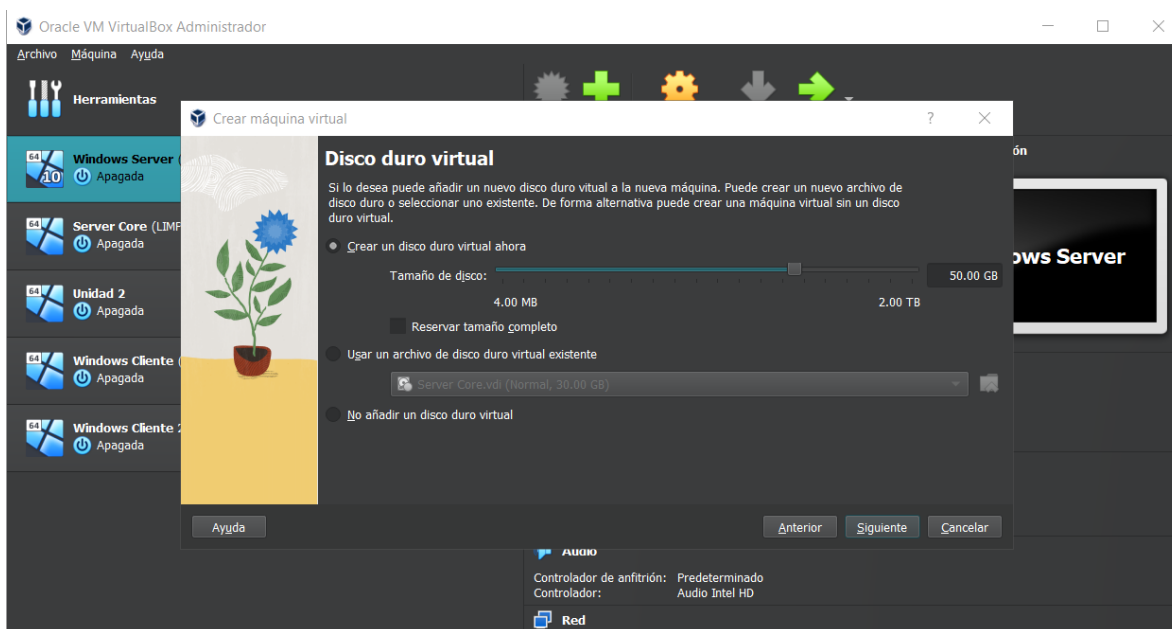 Oracle VM VirtualBox Administrador
Archivo Máquina Ayuda
Herramientas
Crear máquina virtual
?
64
10
Windows Server (
Apagada
64
Server Core (LIMP
Apagada
64
Unidad 2
Apagada
64
Windows Cliente (
Apagada
64
Windows Cliente 2
Apagada
Disco duro virtual
Si lo desea puede añadir un nuevo disco duro vitual a la nueva máquina. Puede crear un nuevo archivo de
disco duro o seleccionar uno existente. De forma alternativa puede crear una máquina virtual sin un disco
duro virtual.
Crear un disco duro virtual ahora
Tamaño de disco:
50.00 GB
4.00 MB 2.00 TB
Reservar tamaño completo
Usar un archivo de disco duro virtual existente
Server Core.vdi (Normal, 30.00 GB)
No añadir un disco duro virtual
Ayuda Anterior Siguiente Cancelar
ón
ows Server
Audio
Controlador de anfitrión: Predeterminado
Controlador: Audio Intel HD
Red